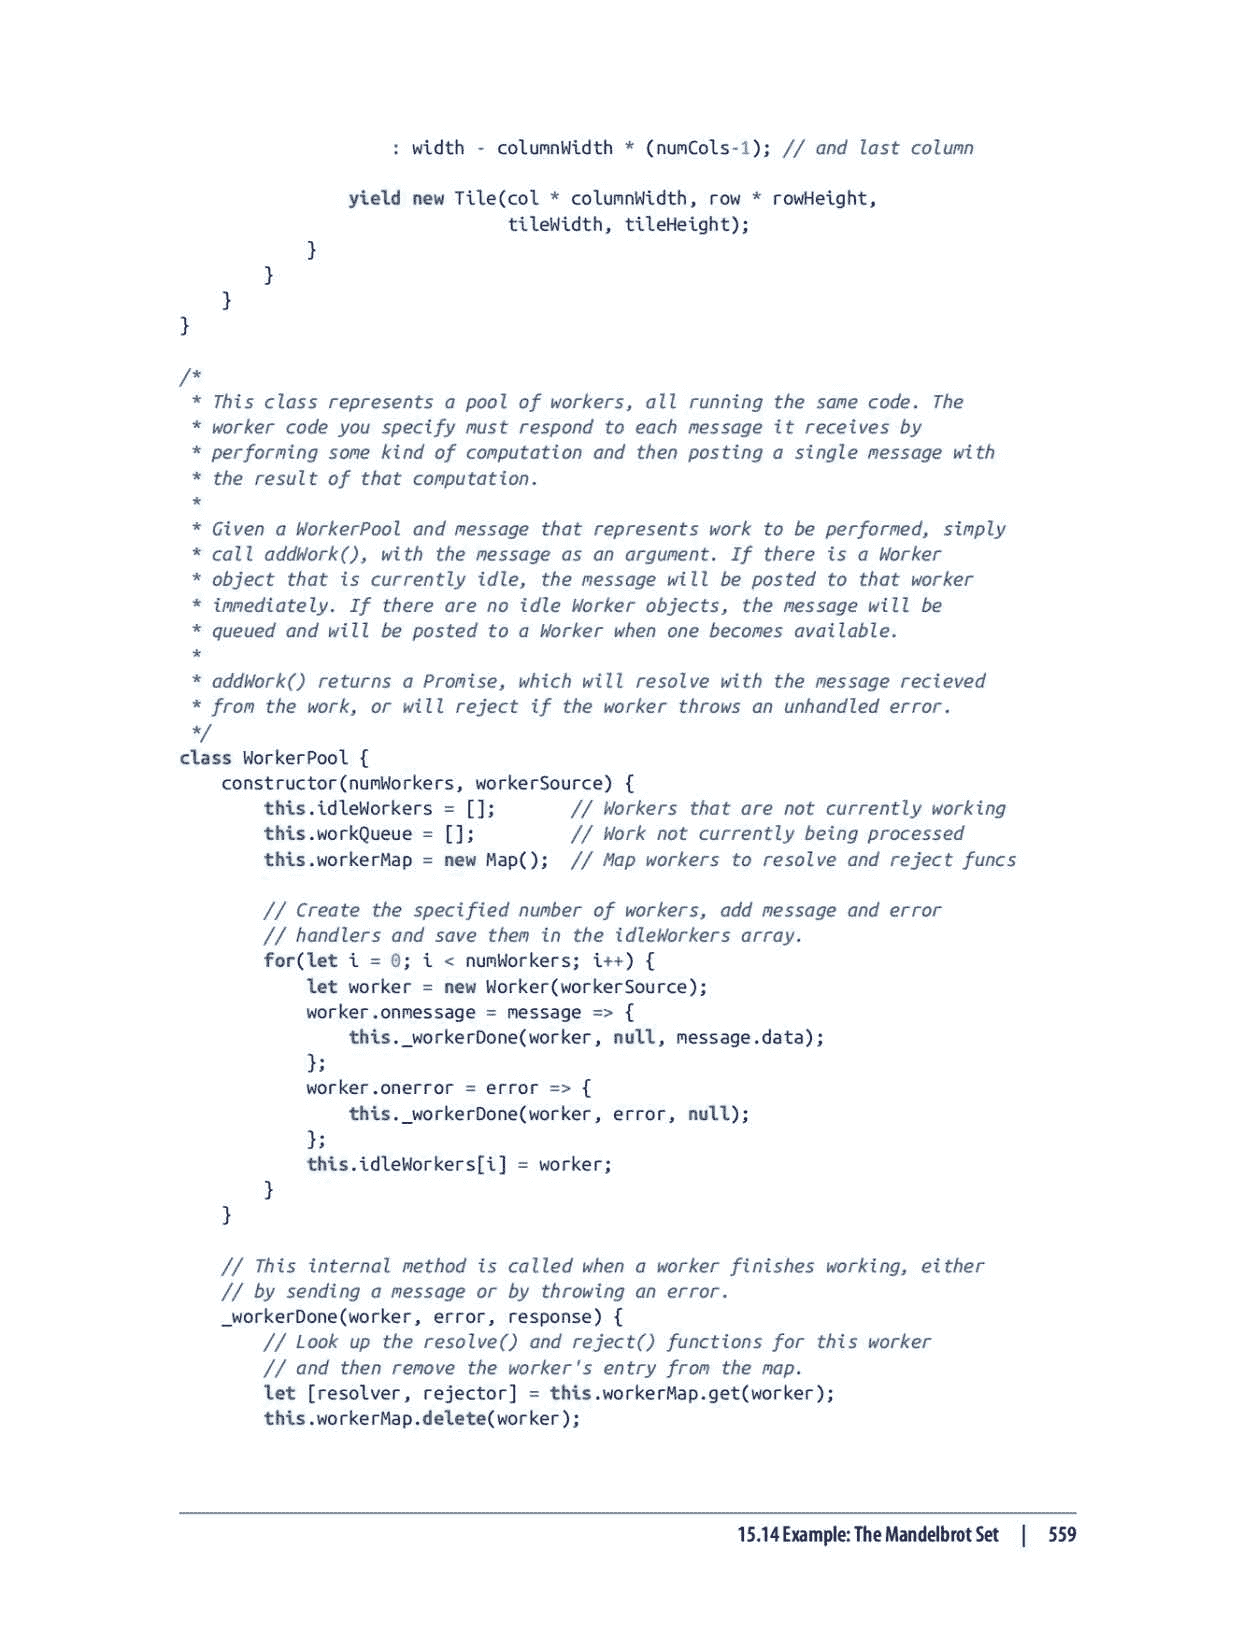 : width - columnWidth * (numCols-1); // and last column

                yield new Tile(col * columnWidth, row * rowHeight,
                               tileWidth, tileHeight);
            }
        }
    }
}

/*
 * This class represents a pool of workers, all running the same code. The
 * worker code you specify must respond to each message it receives by
 * performing some kind of computation and then posting a single message with
 * the result of that computation.
 *
 * Given a WorkerPool and message that represents work to be performed, simply
 * call addWork(), with the message as an argument. If there is a Worker
 * object that is currently idle, the message will be posted to that worker
 * immediately. If there are no idle Worker objects, the message will be
 * queued and will be posted to a Worker when one becomes available.
 *
 * addWork() returns a Promise, which will resolve with the message recieved
 * from the work, or will reject if the worker throws an unhandled error.
 */
class WorkerPool {
    constructor(numWorkers, workerSource) {
        this.idleWorkers = [];       // Workers that are not currently working
        this.workQueue = [];         // Work not currently being processed
        this.workerMap = new Map();  // Map workers to resolve and reject funcs

        // Create the specified number of workers, add message and error
        // handlers and save them in the idleWorkers array.
        for(let i = 0; i < numWorkers; i++) {
            let worker = new Worker(workerSource);
            worker.onmessage = message => {
                this._workerDone(worker, null, message.data);
            };
            worker.onerror = error => {
                this._workerDone(worker, error, null);
            };
            this.idleWorkers[i] = worker;
        }
    }

    // This internal method is called when a worker finishes working, either
    // by sending a message or by throwing an error.
    _workerDone(worker, error, response) {
        // Look up the resolve() and reject() functions for this worker
        // and then remove the worker's entry from the map.
        let [resolver, rejector] = this.workerMap.get(worker);
        this.workerMap.delete(worker);

15.14 Example: The Mandelbrot Set | 559